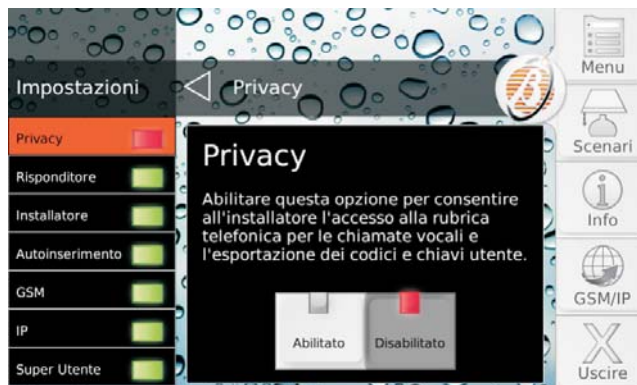 Impostazioni
Privacy
Menu
Privacy
Risponditore
Installatore
Autoinserimento
GSM
IP
Super Utente
Privacy
Abilitare questa opzione per consentire
all'installatore l'accesso alla rubrica
telefonica per le chiamate vocali e
l'esportazione dei codici e chiavi utente.
Abilitato
Disabilitato
Scenari
Info
GSM/IP
Uscire